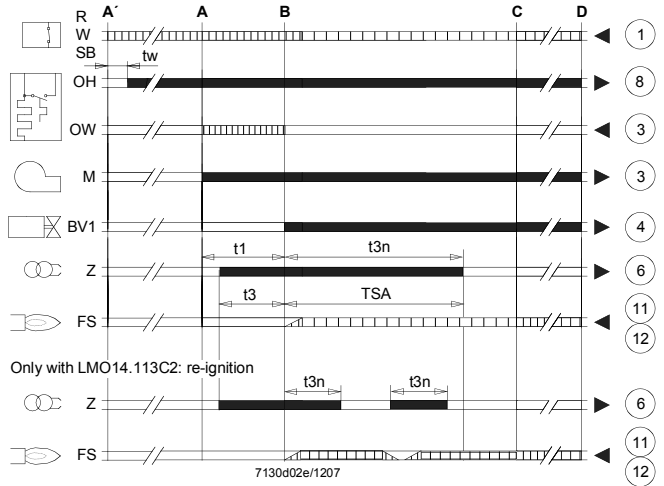 R A´ A B C D
W 1
SB tw
OH 8
OW 3
M 3
BV1 4
t1 t3n
Z 6
t3 TSA
FS 11
12
Only with LMO14.113C2: re-ignition
t3n t3n
Z 6
FS 11
12
7130d02e/1207